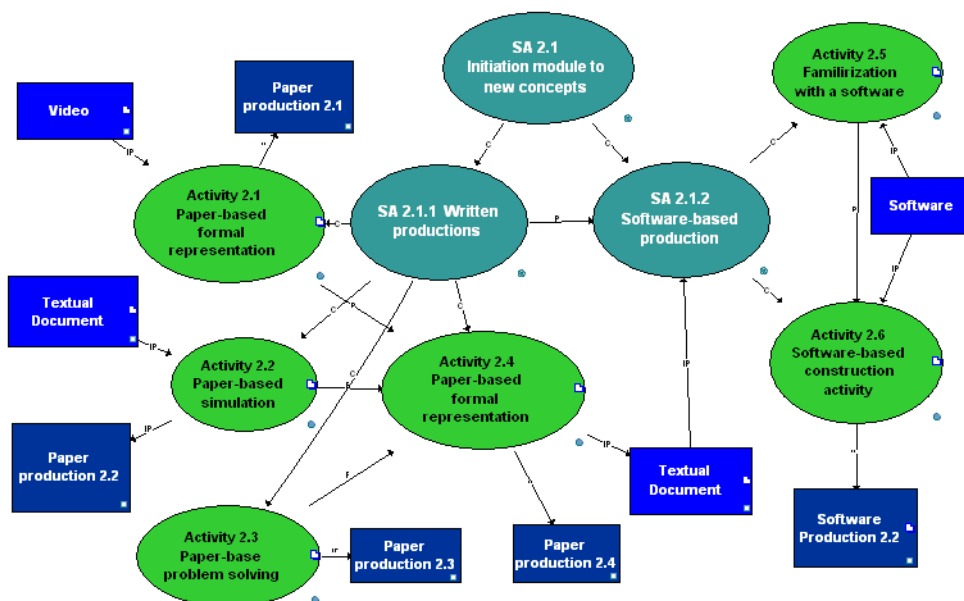 SA 2.1
Initiation module to
new concepts
Activity 2.5
Familirization
with a software
Video
Paper
production 2.1
IP
C
C
C
IP
Activity 2.1
Paper-based
formal
representation
C
SA 2.1.1 Written
productions
P
SA 2.1.2
Software-based
production
P
Software
IP
Textual
Document
P
C
C
C
IP
IP
Activity 2.2
Paper-based
simulation
C
P
Activity 2.4
Paper-based
formal
representation
IP
Activity 2.6
Software-based
construction
activity
IP
Paper
production 2.2
IP
Textual
Document
P
Activity 2.3
Paper-base
problem solving
IP
Paper
production 2.3
Paper
production 2.4
Software
Production 2.2